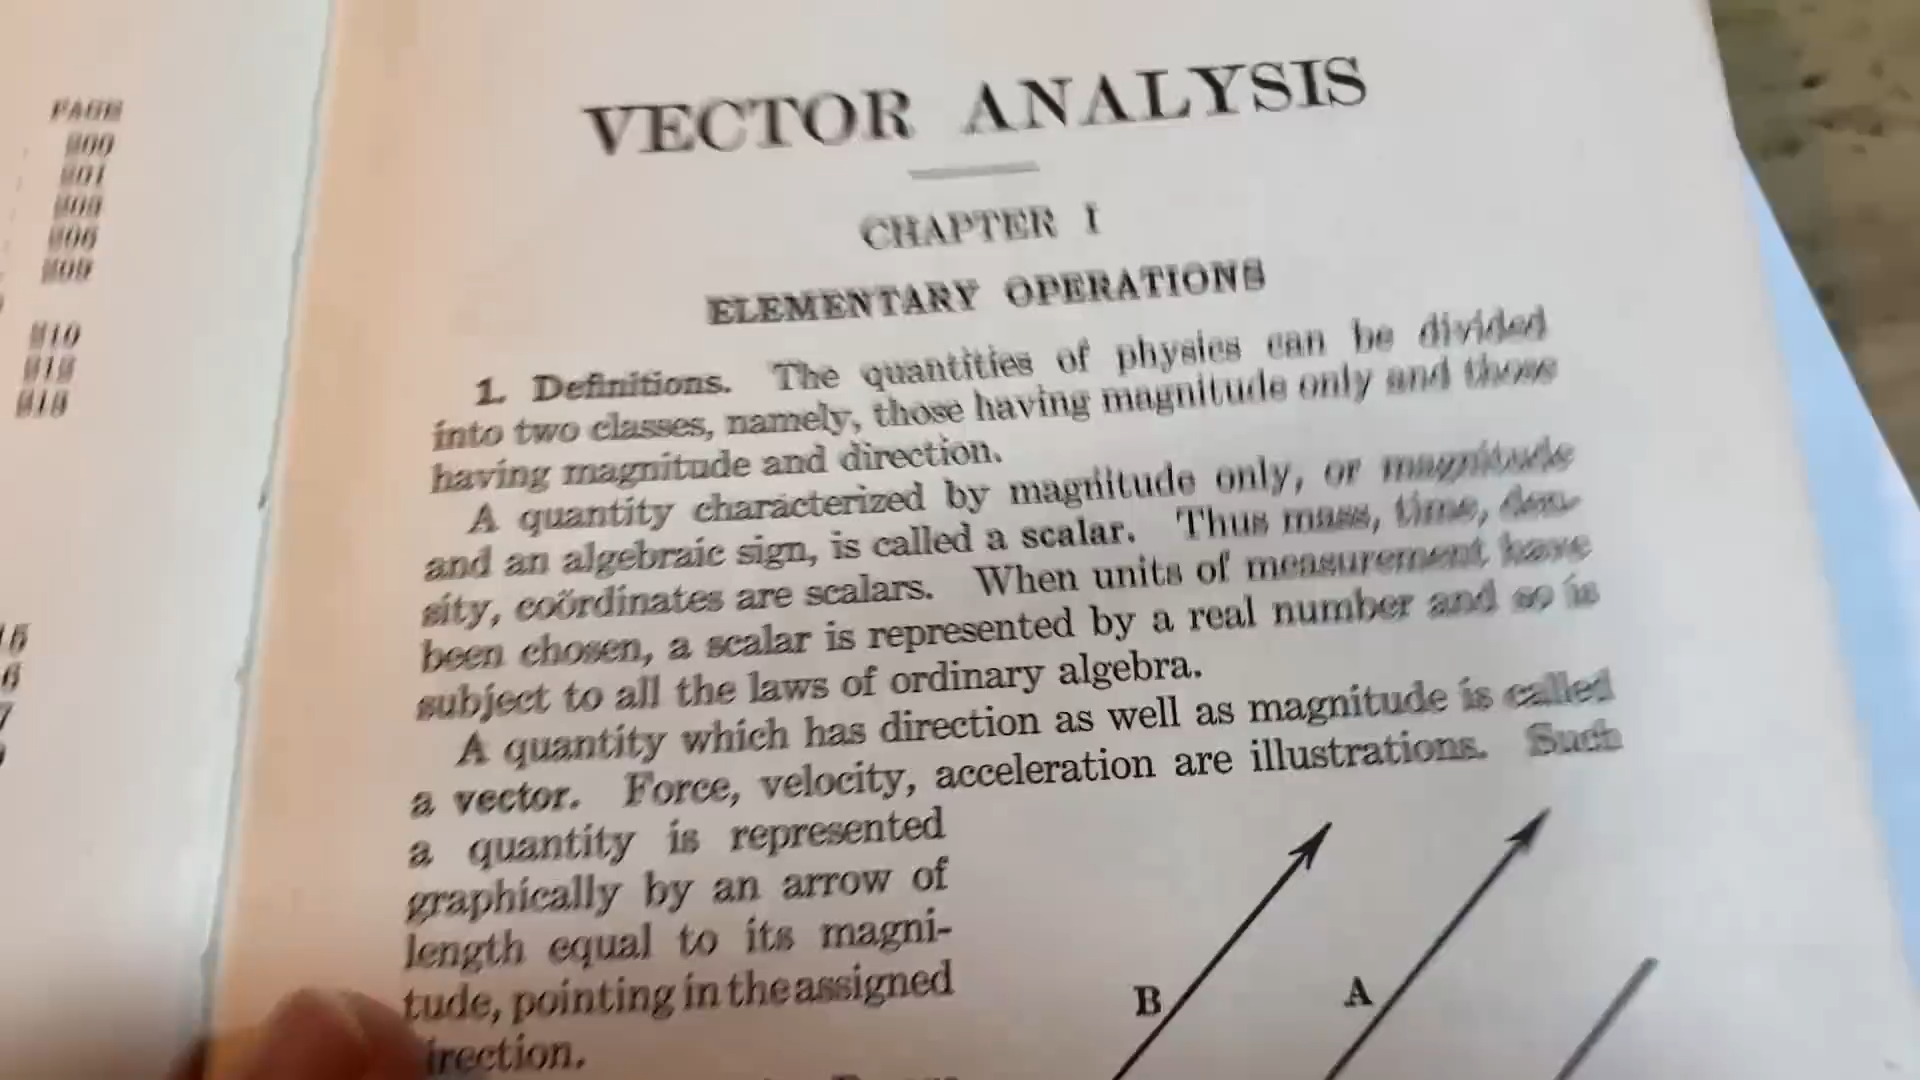 PAGE
VECTOR ANALYSIS
CHAPTER I
ELEMENTARY OPERATIONS
1. Definitions. The quantities of physics can be divided
into two classes, namely, those having magnitude only and those
having magnitude and direction.
A quantity characterized by magnitude only, or magnitude
and an algebraic sign, is called a scalar. Thus mass, time, den-
sity, coördinates are scalars. When units of measurement have
been chosen, a scalar is represented by a real number and so is
subject to all the laws of ordinary algebra.
A quantity which has direction as well as magnitude is called
a vector. Force, velocity, acceleration are illustrations. Such
a quantity is represented
graphically by an arrow of
length equal to its magni-
tude, pointing in the assigned
irection.
B
A